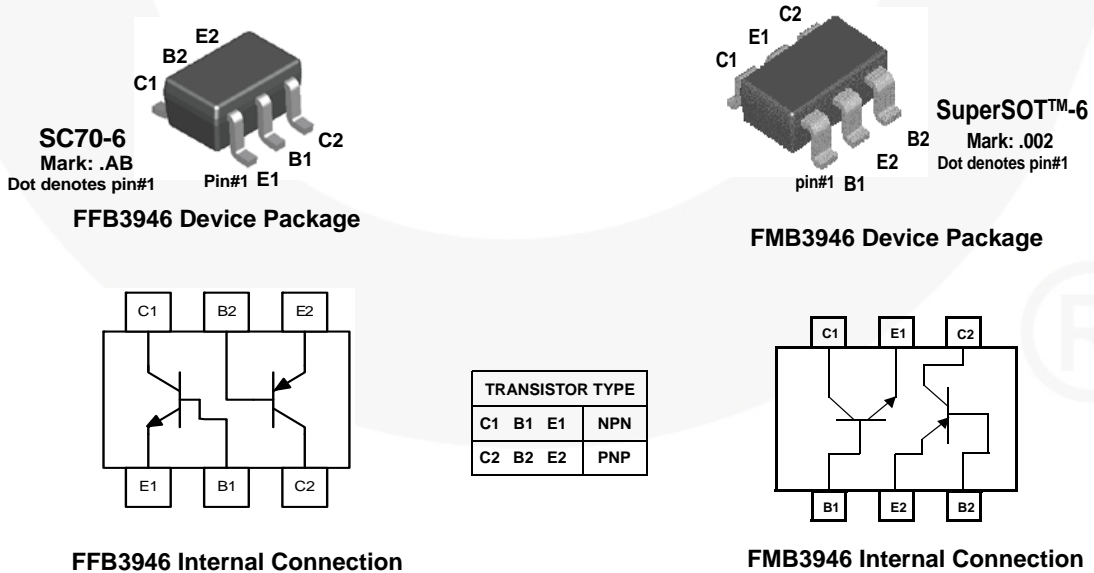 E2
B2
C1
C2
B1
Pin#1 E1
SC70-6
Mark: .AB
Dot denotes pin#1
FFB3946 Device Package
C2
E1
C1
B2
E2
pin#1 B1
SuperSOT™-6
Mark: .002
Dot denotes pin#1
FMB3946 Device Package
C1 B2 E2
E1 B1 C2
FFB3946 Internal Connection
TRANSISTOR TYPE
C1 B1 E1 NPN
C2 B2 E2 PNP
C1 E1 C2
B1 E2 B2
FMB3946 Internal Connection
®